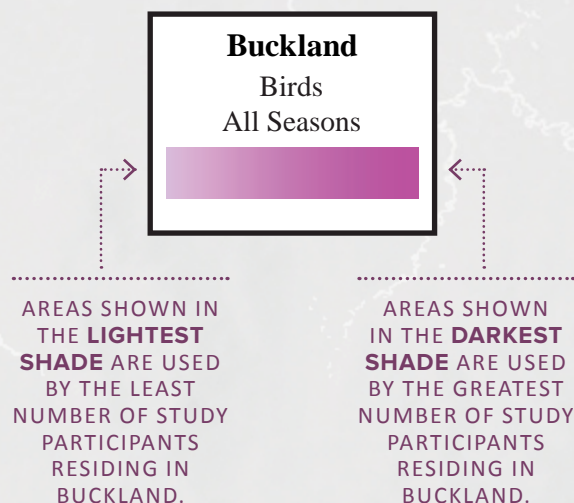 Buckland
Birds
All Seasons
AREAS SHOWN IN
THE LIGHTEST
SHADE ARE USED
BY THE LEAST
NUMBER OF STUDY
PARTICIPANTS
RESIDING IN
BUCKLAND.
AREAS SHOWN
IN THE DARKEST
SHADE ARE USED
BY THE GREATEST
NUMBER OF STUDY
PARTICIPANTS
RESIDING IN
BUCKLAND.